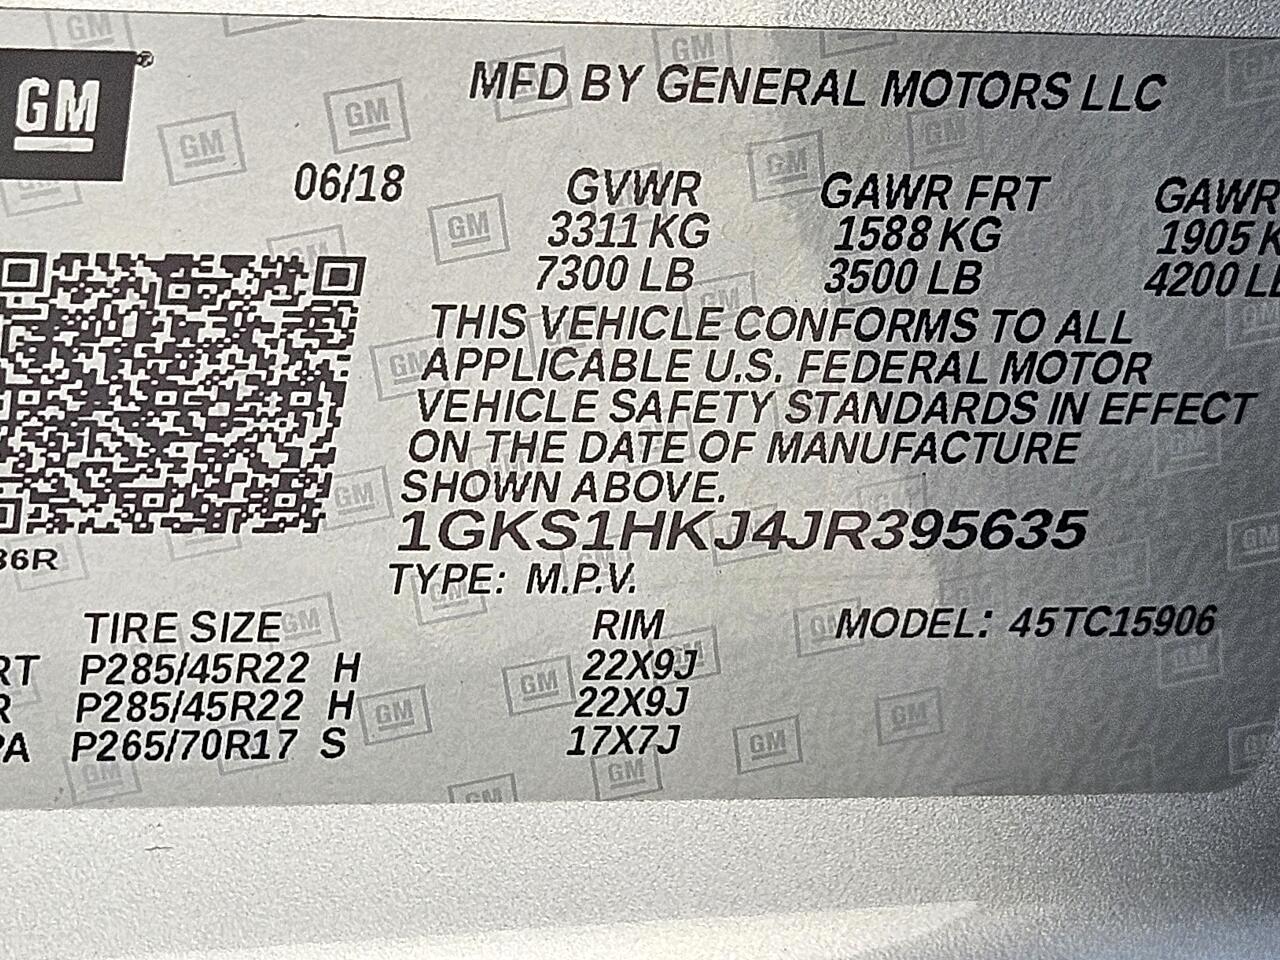 GM
MFD BY GENERAL MOTORS LLC
06/18 GVWR GAWR FRT GAWR
3311 KG 1588 KG 1905 K
7300 LB 3500 LB 4200 LB
THIS VEHICLE CONFORMS TO ALL
APPLICABLE U.S. FEDERAL MOTOR
VEHICLE SAFETY STANDARDS IN EFFECT
ON THE DATE OF MANUFACTURE
SHOWN ABOVE.
1GKS1HKJ4JR395635
36R
TYPE: M.P.V.
TIRE SIZE RIM MODEL: 45TC15906
RT P285/45R22 H 22X9J
R P285/45R22 H 22X9J
PA P265/70R17 S 17X7J